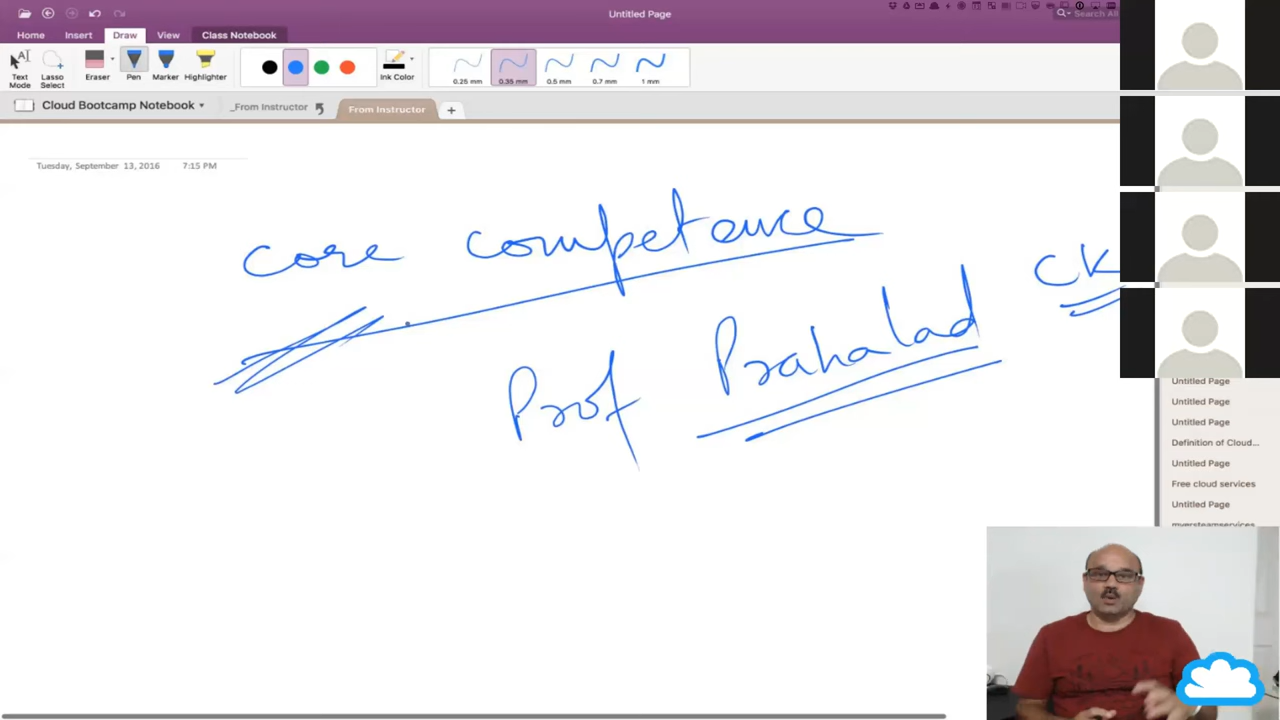 Untitled Page
Search All
Home Insert Draw View Class Notebook
Text Mode
Lasso Select
Eraser
Pen
Marker
Highlighter
Ink Color
0.25 mm
0.35 mm
0.5 mm
0.7 mm
1 mm
Cloud Bootcamp Notebook
_From Instructor
From Instructor
Tuesday, September 13, 2016 7:15 PM
core competence
CK
Prof Prahalad
Untitled Page
Untitled Page
Untitled Page
Definition of Cloud...
Untitled Page
Free cloud services
Untitled Page
myersteamservices